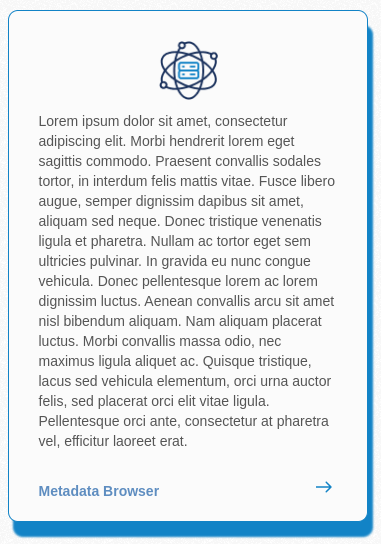 Lorem ipsum dolor sit amet, consectetur
adipiscing elit. Morbi hendrerit lorem eget
sagittis commodo. Praesent convallis sodales
tortor, in interdum felis mattis vitae. Fusce libero
augue, semper dignissim dapibus sit amet,
aliquam sed neque. Donec tristique venenatis
ligula et pharetra. Nullam ac tortor eget sem
ultricies pulvinar. In gravida eu nunc congue
vehicula. Donec pellentesque lorem ac lorem
dignissim luctus. Aenean convallis arcu sit amet
nisl bibendum aliquam. Nam aliquam placerat
luctus. Morbi convallis massa odio, nec
maximus ligula aliquet ac. Quisque tristique,
lacus sed vehicula elementum, orci urna auctor
felis, sed placerat orci elit vitae ligula.
Pellentesque orci ante, consectetur at pharetra
vel, efficitur laoreet erat.
Metadata Browser